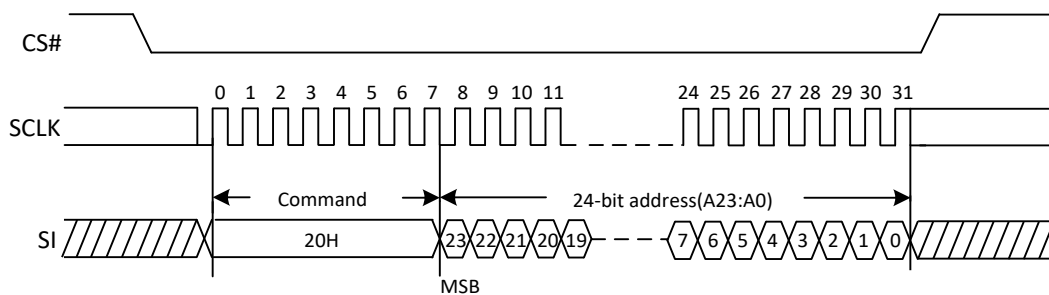 CS#
0 1 2 3 4 5 6 7 8 9 10 11 24 25 26 27 28 29 30 31
SCLK
Command 24-bit address(A23:A0)
SI 20H 23 22 21 20 19 7 6 5 4 3 2 1 0
MSB